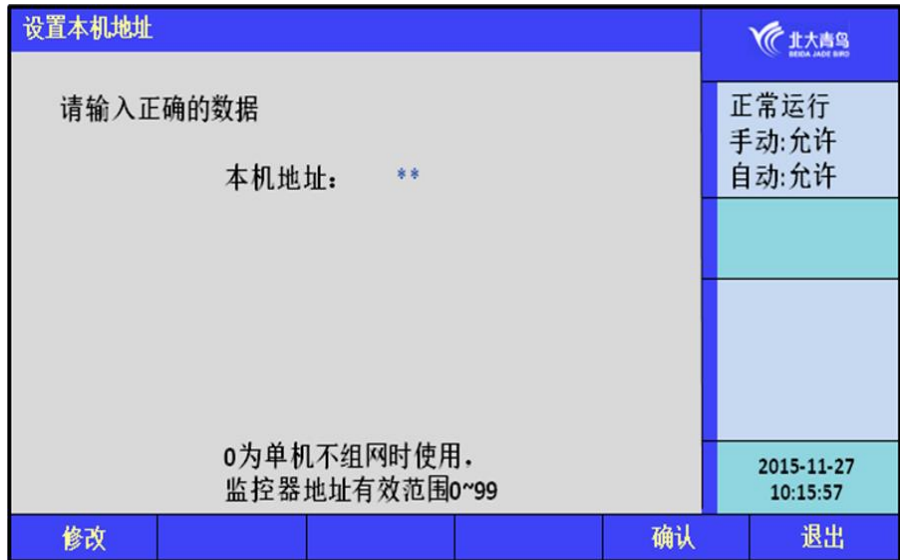 设置本机地址
北大青鸟
BEIDA JADE BIRD
请输入正确的数据
本机地址: **
正常运行
手动:允许
自动:允许
0为单机不组网时使用,
监控器地址有效范围0~99
2015-11-27
10:15:57
修改 确认 退出